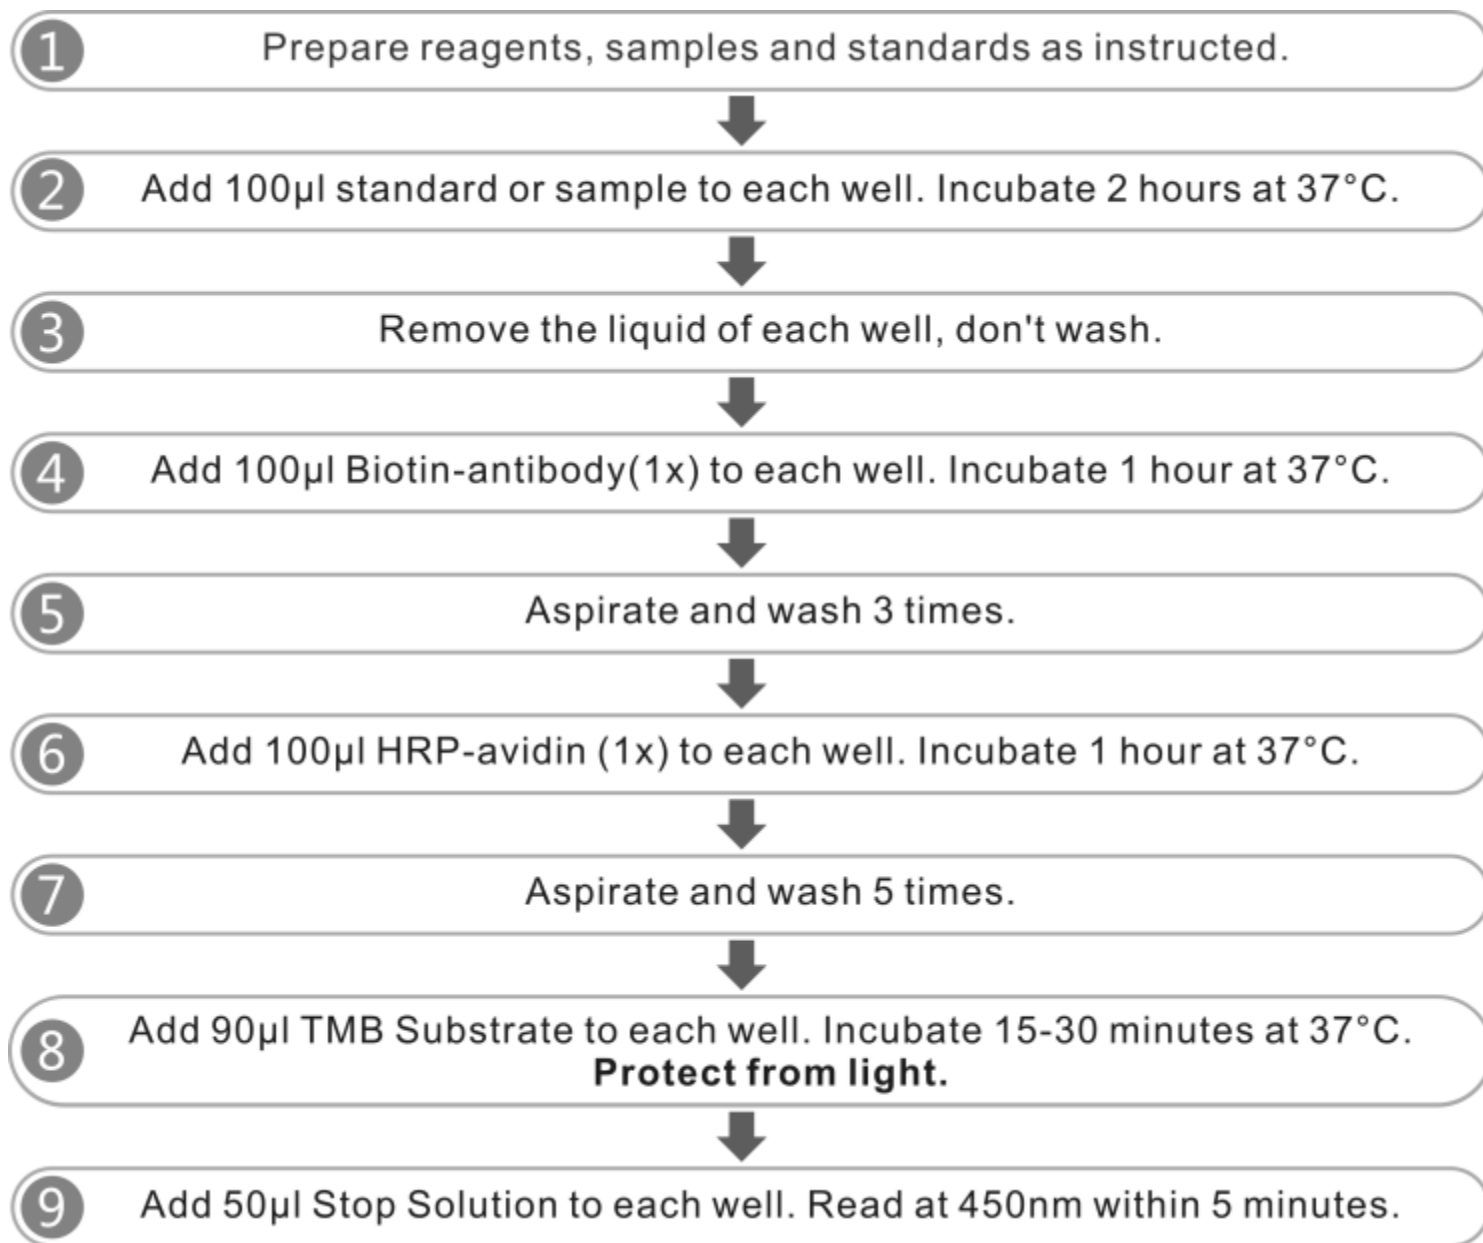 1 Prepare reagents, samples and standards as instructed.
2 Add 100µl standard or sample to each well. Incubate 2 hours at 37°C.
3 Remove the liquid of each well, don't wash.
4 Add 100µl Biotin-antibody(1x) to each well. Incubate 1 hour at 37°C.
5 Aspirate and wash 3 times.
6 Add 100µl HRP-avidin (1x) to each well. Incubate 1 hour at 37°C.
7 Aspirate and wash 5 times.
8 Add 90µl TMB Substrate to each well. Incubate 15-30 minutes at 37°C.
Protect from light.
9 Add 50µl Stop Solution to each well. Read at 450nm within 5 minutes.